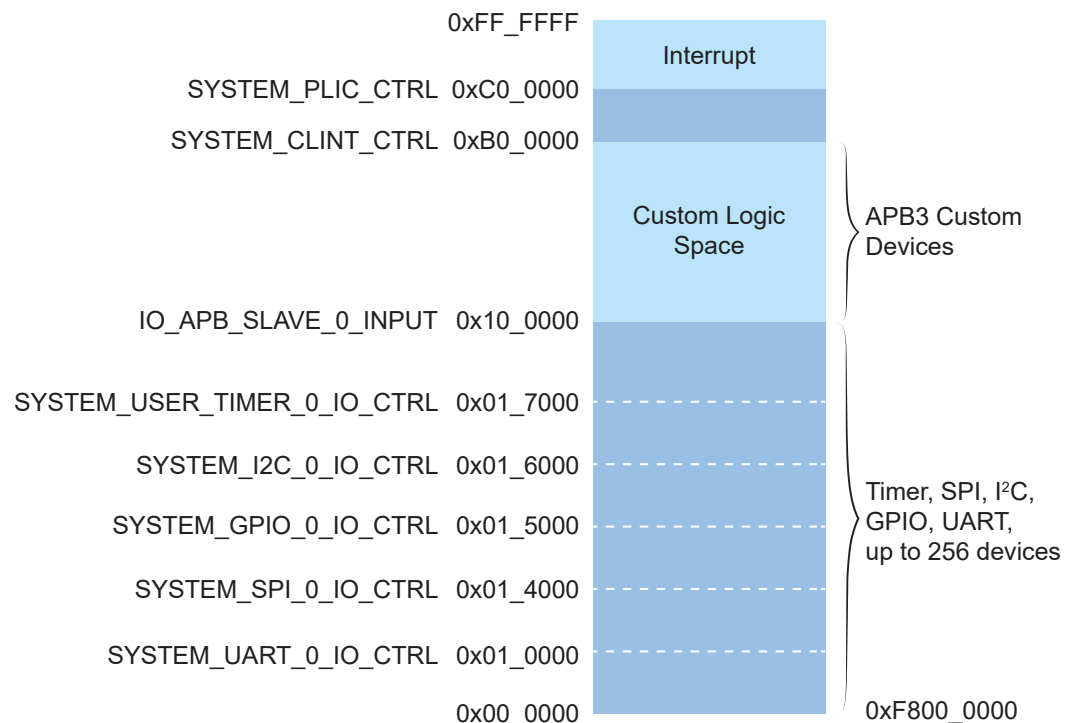 0xFF_FFFF
Interrupt
SYSTEM_PLIC_CTRL 0xC0_0000
SYSTEM_CLINT_CTRL 0xB0_0000
Custom Logic
Space
APB3 Custom
Devices
IO_APB_SLAVE_0_INPUT 0x10_0000
SYSTEM_USER_TIMER_0_IO_CTRL 0x01_7000
SYSTEM_I2C_0_IO_CTRL 0x01_6000
Timer, SPI, I²C,
GPIO, UART,
up to 256 devices
SYSTEM_GPIO_0_IO_CTRL 0x01_5000
SYSTEM_SPI_0_IO_CTRL 0x01_4000
SYSTEM_UART_0_IO_CTRL 0x01_0000
0x00_0000
0xF800_0000